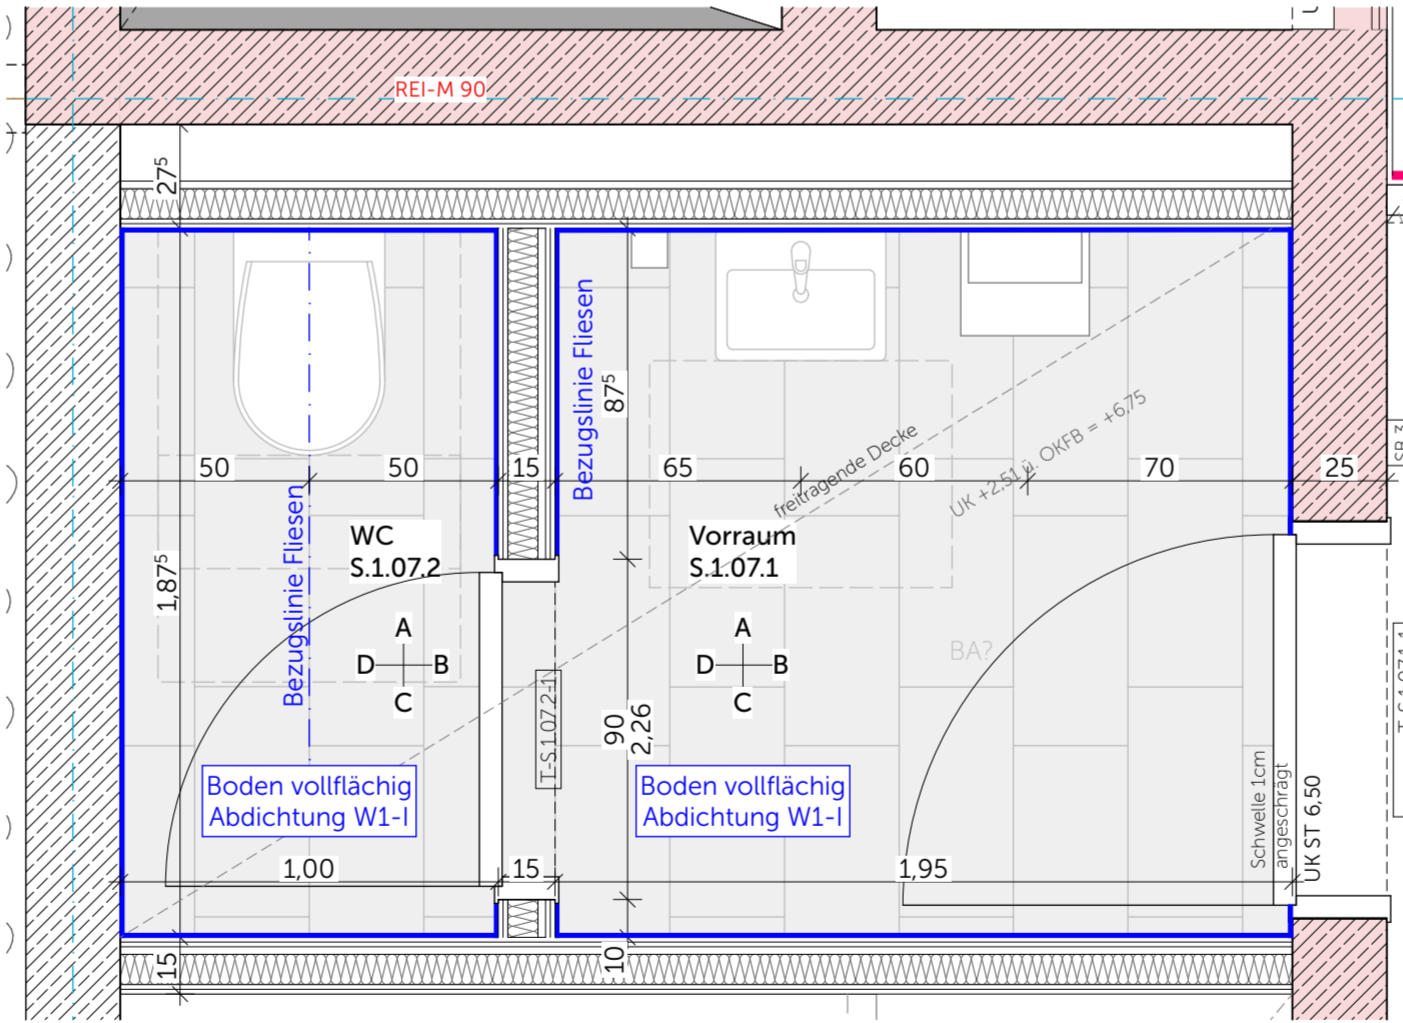 REI-M 90
27⁵
Bezugslinie Fliesen
87⁵
freitragende Decke
UK +2,51 ü. OKFB = +6,75
50
50
15
65
60
70
25
Bezugslinie Fliesen
WC
S.1.07.2
Vorraum
S.1.07.1
1,87⁵
A
D
B
C
A
D
B
C
BA?
T-S.1.07.2-1
90
2,26
Boden vollflächig
Abdichtung W1-I
Boden vollflächig
Abdichtung W1-I
Schwelle 1cm
angeschrägt
UK ST 6,50
1,00
15
1,95
15
10